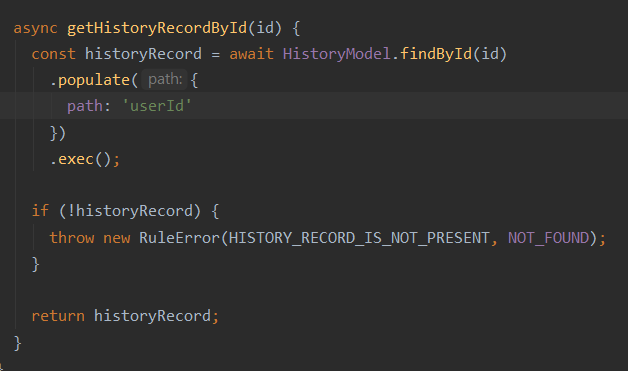 async getHistoryRecordById(id) {
  const historyRecord = await HistoryModel.findById(id)
    .populate( path: {
      path: 'userId'
    })
    .exec();

  if (!historyRecord) {
    throw new RuleError(HISTORY_RECORD_IS_NOT_PRESENT, NOT_FOUND);
  }

  return historyRecord;
}